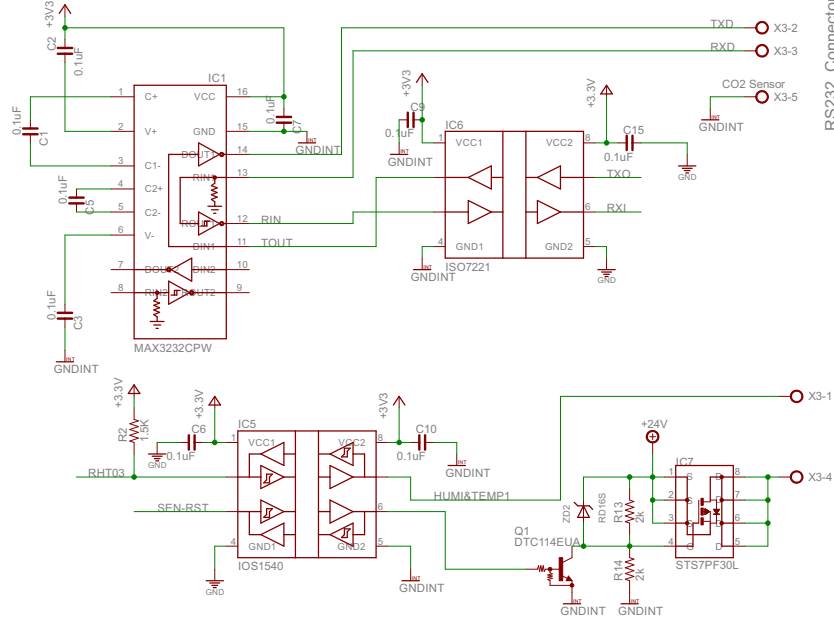 +3V3
C2
0.1uF
TXD
X3-2
RXD
X3-3
RS232_Connector
CO2 Sensor
X3-5
GNDINT
IC1
1
C+
VCC
16
0.1uF
C7
2
V+
GND
15
GNDINT
0.1uF
C1
3
C1-
DOUT1
14
4
C2+
RIN1
13
0.1uF
C5
5
C2-
ROUT1
12
RIN
6
V-
DIN1
11
TOUT
7
DOUT2
DIN2
10
8
RIN2
ROUT2
9
0.1uF
C3
GNDINT
MAX3232CPW
+3V3
C9
0.1uF
GNDINT
IC6
1
VCC1
VCC2
8
+3.3V
C15
0.1uF
GND
7
TXO
6
RXI
4
GND1
GND2
5
GNDINT
ISO7221
GND
+3.3V
R2
1.5K
+3.3V
C6
0.1uF
GND
IC5
1
VCC1
VCC2
8
+3V3
C10
0.1uF
GNDINT
X3-1
RHT03
HUMI&TEMP1
SEN-RST
6
4
GND1
GND2
5
GND
IOS1540
GNDINT
+24V
IC7
X3-4
ZD2
RD16S
R13
2k
1
S
D
8
2
S
D
7
3
S
D
6
4
G
D
5
STS7PF30L
Q1
DTC114EUA
R14
2k
GNDINT
GNDINT